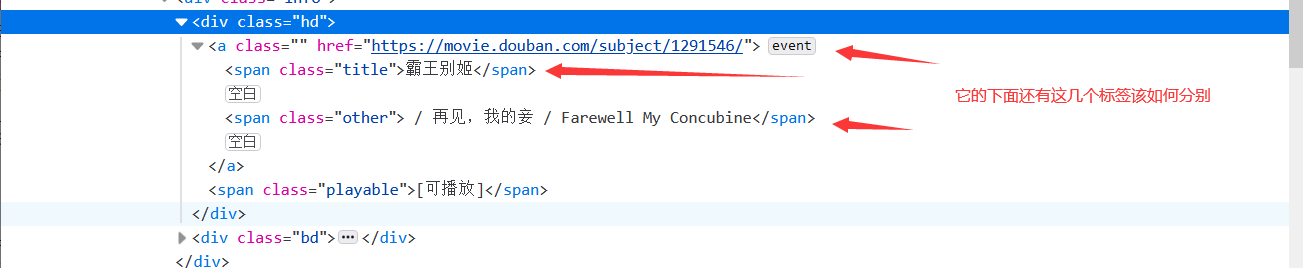 <div class="hd">
<a class="" href="https://movie.douban.com/subject/1291546/"> event
<span class="title">霸王别姬</span>
空白
它的下面还有这几个标签该如何分别
<span class="other"> / 再见，我的妾 / Farewell My Concubine</span>
空白
</a>
<span class="playable">[可播放]</span>
</div>
<div class="bd"> </div>
</div>